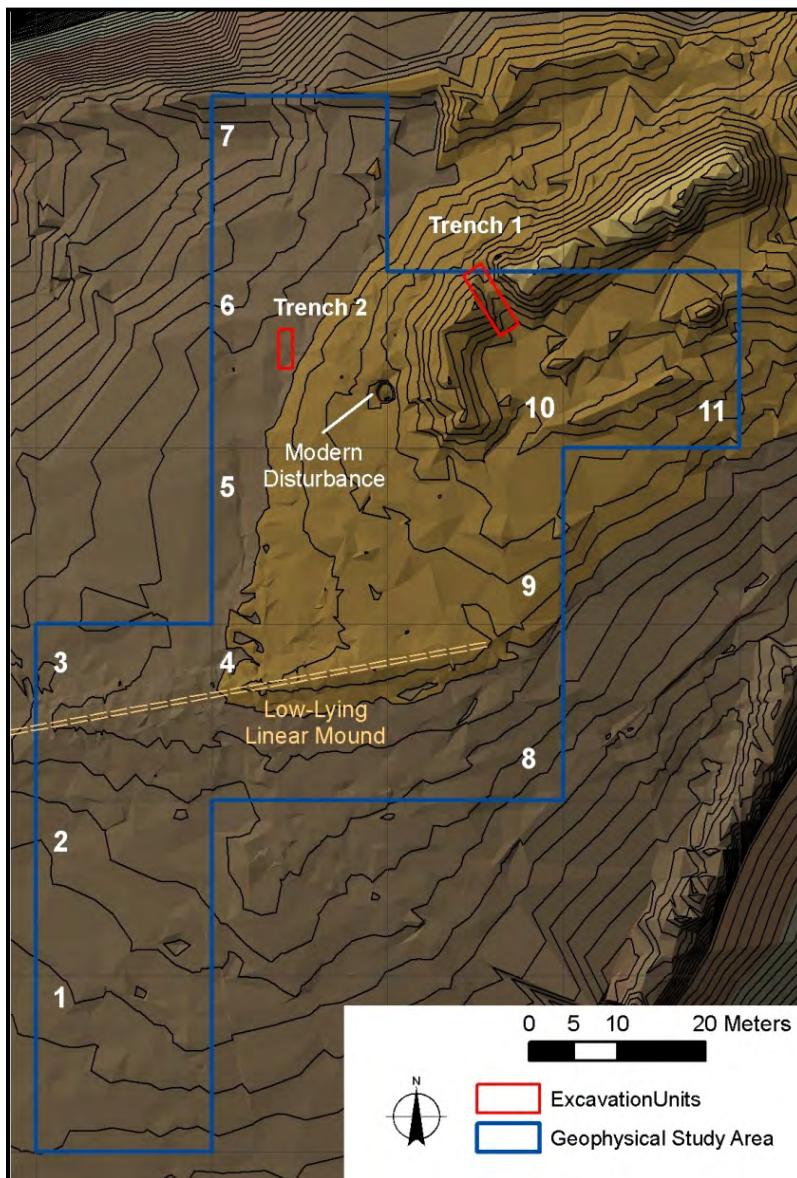 7
Trench 1
6
Trench 2
10
11
Modern
Disturbance
5
9
3
4
Low-Lying
Linear Mound
8
2
1
0 5 10 20 Meters
N
ExcavationUnits
Geophysical Study Area